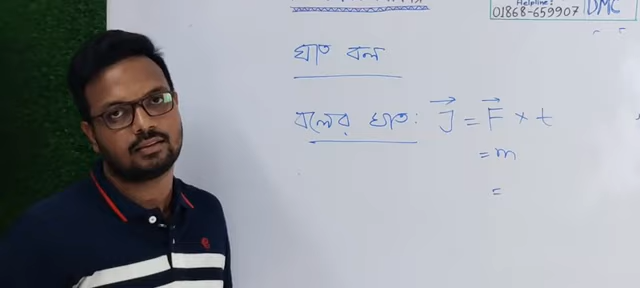 Helpline:
01868-659907 DMC
ঘাত বল
বলের ঘাত: J = F × t
= m
=